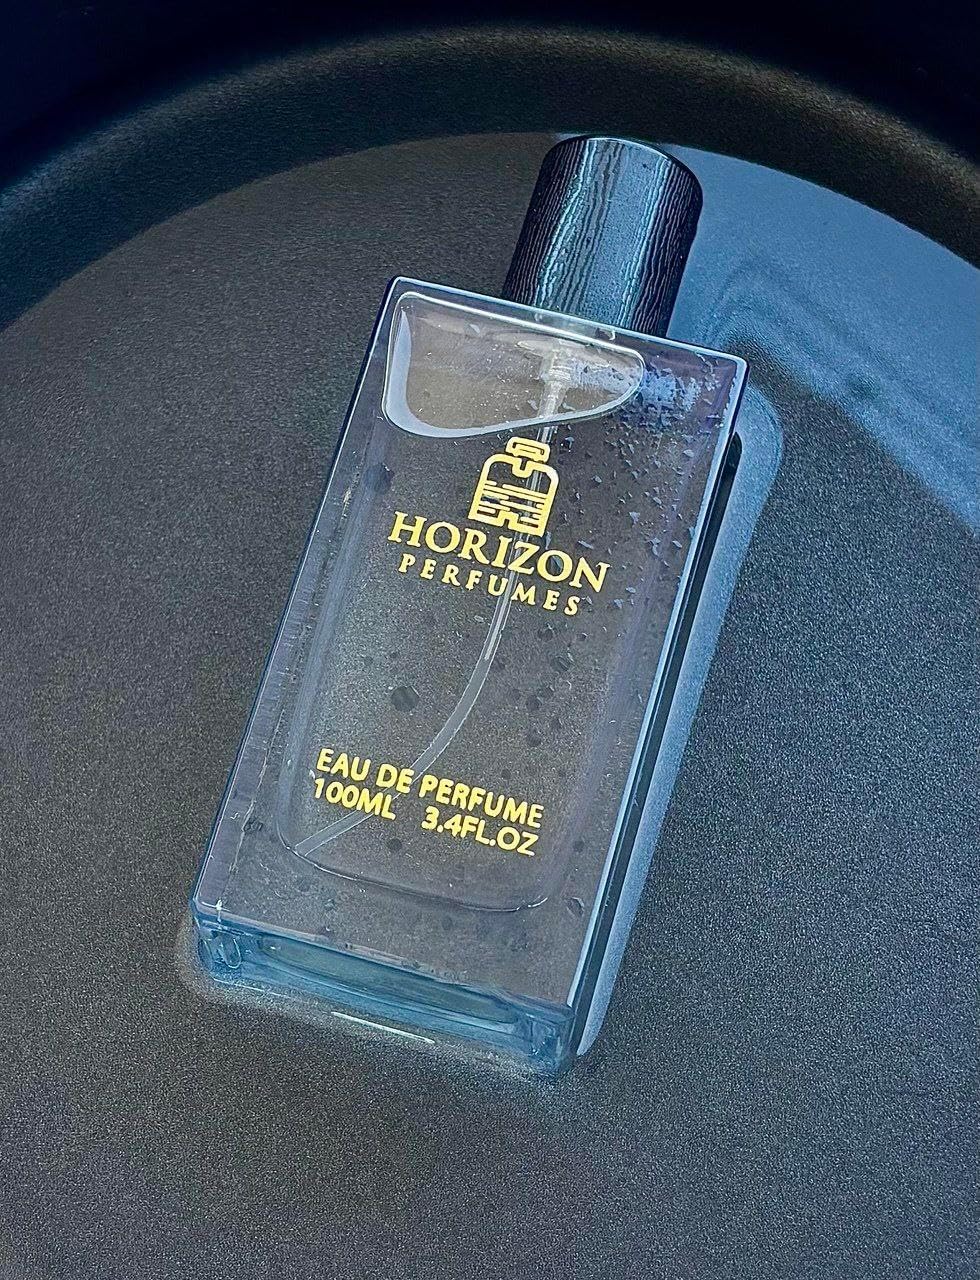 HORIZON
PERFUMES
EAU DE PERFUME
100ML 3.4FL.OZ